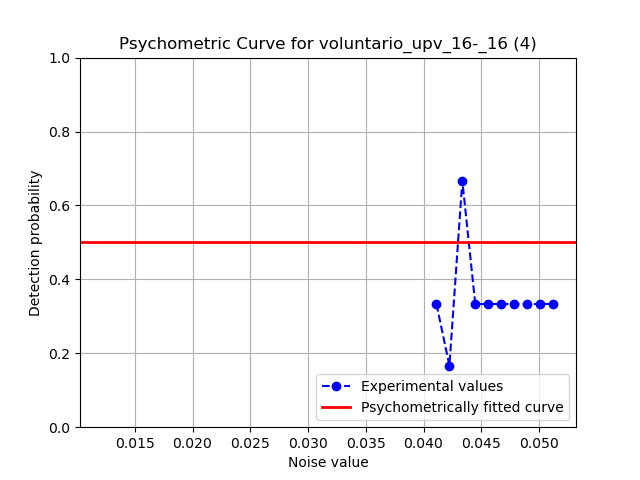 Psychometric Curve for voluntario_upv_16-_16 (4)
1.0
0.8
0.6
0.4
0.2
0.0
Detection probability
Experimental values
Psychometrically fitted curve
0.015 0.020 0.025 0.030 0.035 0.040 0.045 0.050
Noise value